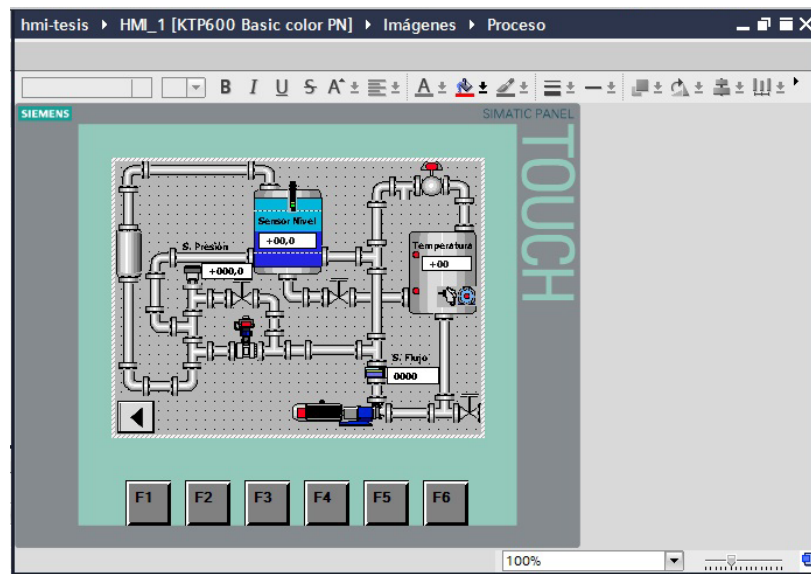 hmi-tesis ▸ HMI_1 [KTP600 Basic color PN] ▸ Imágenes ▸ Proceso
B I U S A A
SIEMENS
SIMATIC PANEL
TOUCH
Sensor Nivel
+00,0
S. Presión
+000,0
Temperatura
+00
S. Flujo
0000
F1 F2 F3 F4 F5 F6
100%